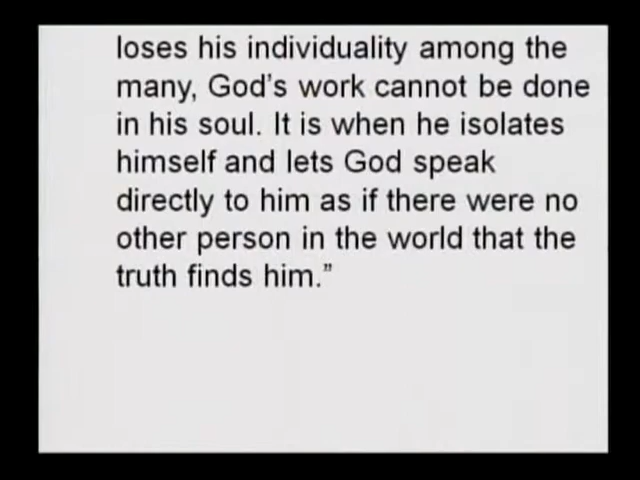 loses his individuality among the
many, God's work cannot be done
in his soul. It is when he isolates
himself and lets God speak
directly to him as if there were no
other person in the world that the
truth finds him.”